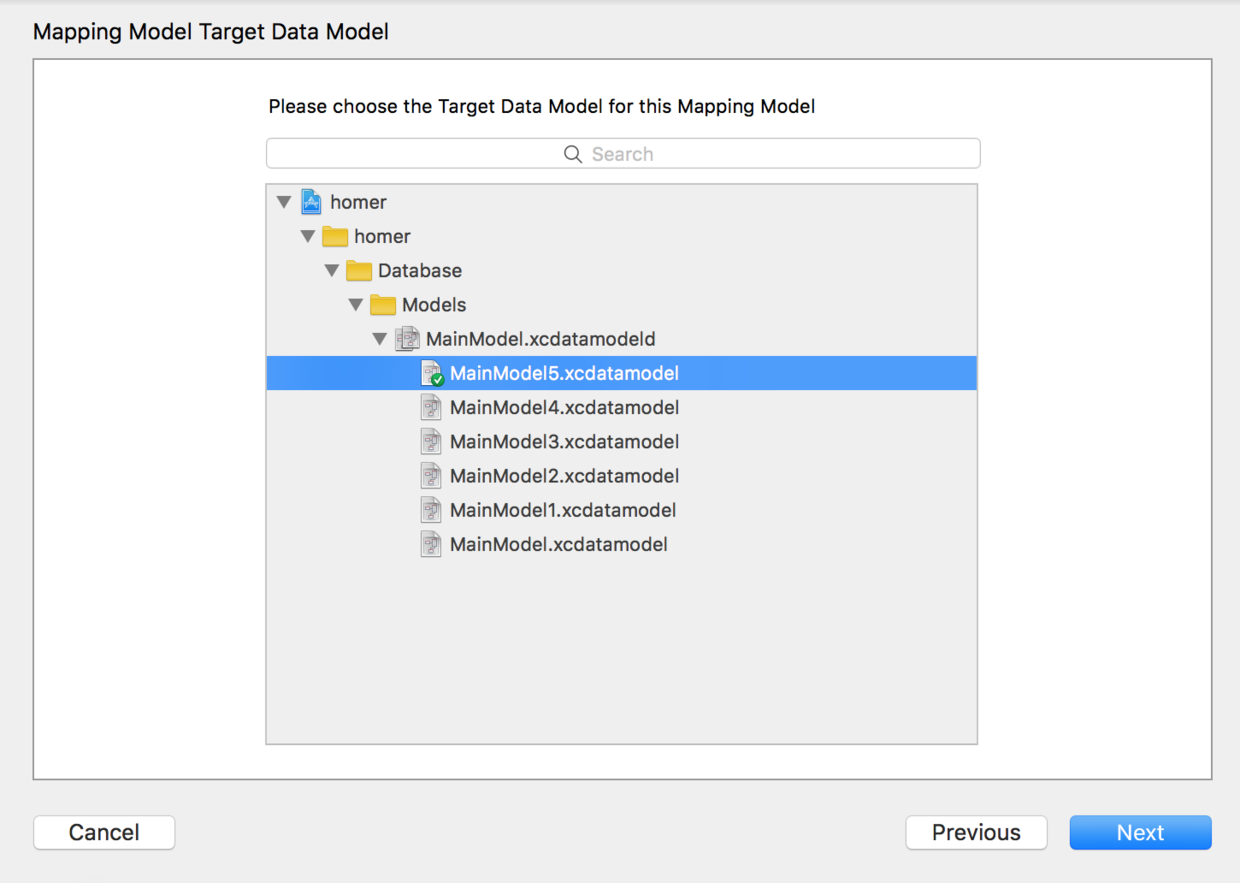 Mapping Model Target Data Model
Please choose the Target Data Model for this Mapping Model
Search
homer
homer
Database
Models
MainModel.xcdatamodeld
MainModel5.xcdatamodel
MainModel4.xcdatamodel
MainModel3.xcdatamodel
MainModel2.xcdatamodel
MainModel1.xcdatamodel
MainModel.xcdatamodel
Cancel
Previous
Next